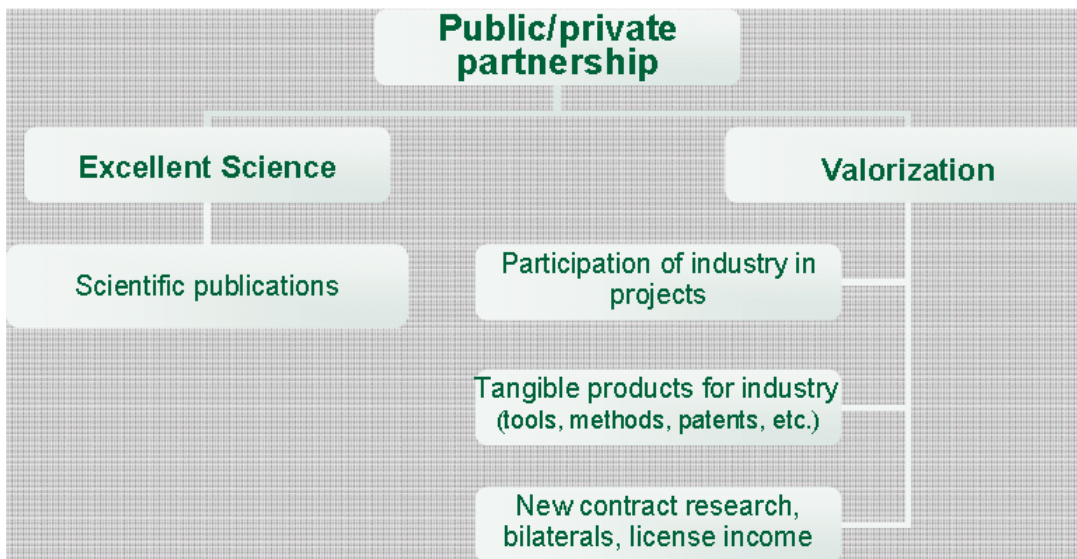 Public/private
partnership
Excellent Science
Valorization
Scientific publications
Participation of industry in
projects
Tangible products for industry
(tools, methods, patents, etc.)
New contract research,
bilaterals, license income